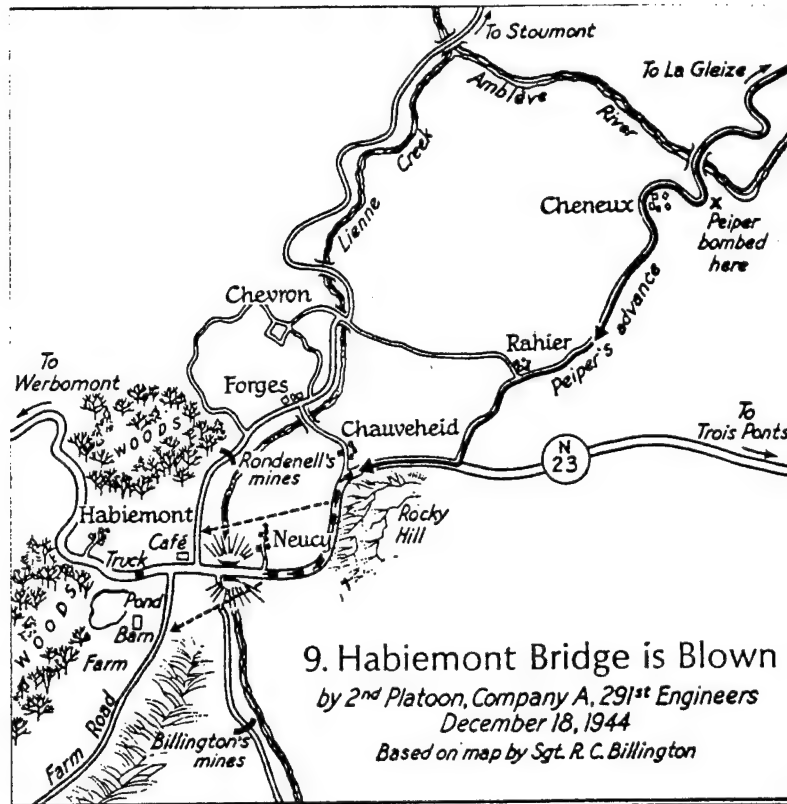 To Stoumont
Amblève
River
To La Gleize
Lienne
Creek
Cheneux
X
Peiper
bombed
here
Chevron
Peiper's advance
Rahier
To
Werbomont
Forges
WOODS
Chauveheid
To
Trois Ponts
N
23
Rondenell's
mines
Habiemont
Café
Neucy
Rocky
Hill
Truck
Pond
Barn
WOODS
Farm
Farm Road
Billington's
mines
9. Habiemont Bridge is Blown
by 2nd Platoon, Company A, 291st Engineers
December 18, 1944
Based on map by Sgt. R. C. Billington